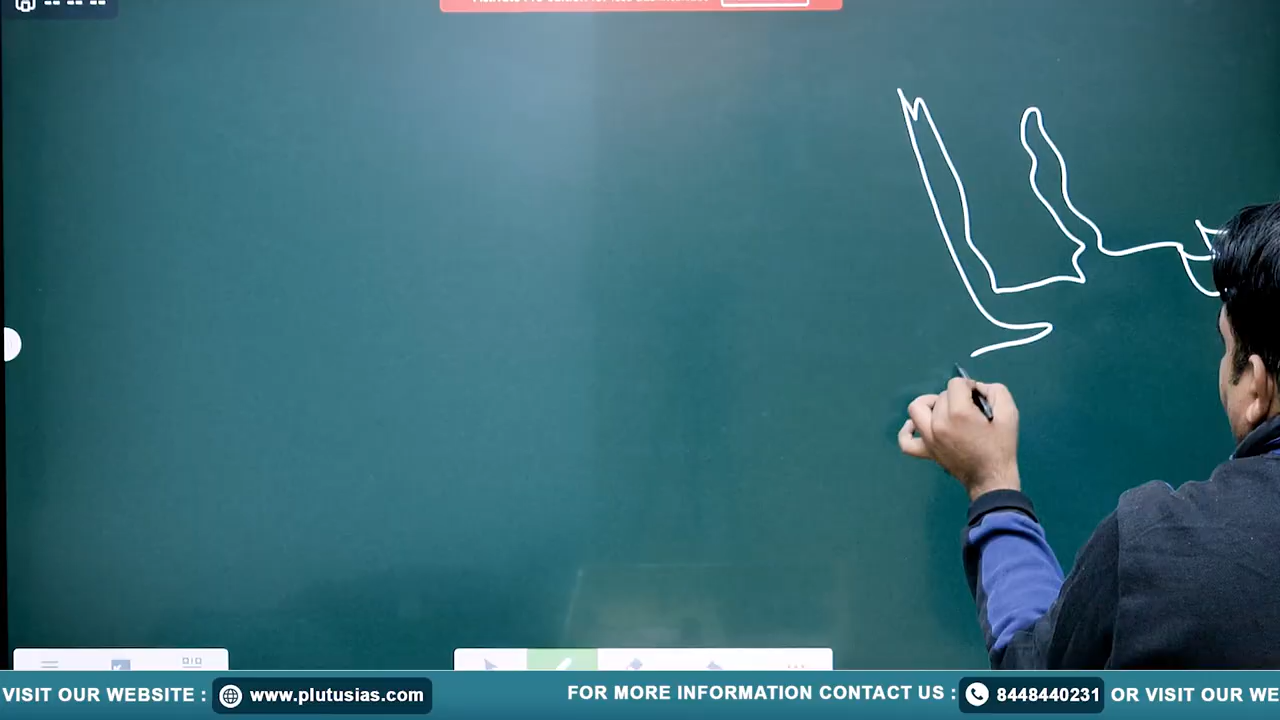 VISIT OUR WEBSITE : www.plutusias.com FOR MORE INFORMATION CONTACT US : 8448440231 OR VISIT OUR WE